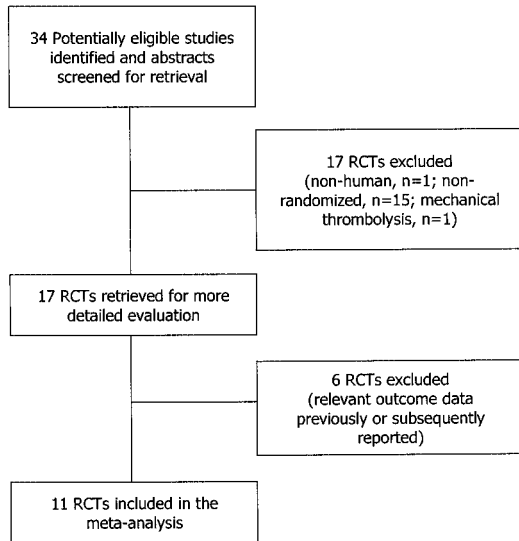 34 Potentially eligible studies
identified and abstracts
screened for retrieval
17 RCTs excluded
(non-human, n=1; non-
randomized, n=15; mechanical
thrombolysis, n=1)
17 RCTs retrieved for more
detailed evaluation
6 RCTs excluded
(relevant outcome data
previously or subsequently
reported)
11 RCTs included in the
meta-analysis